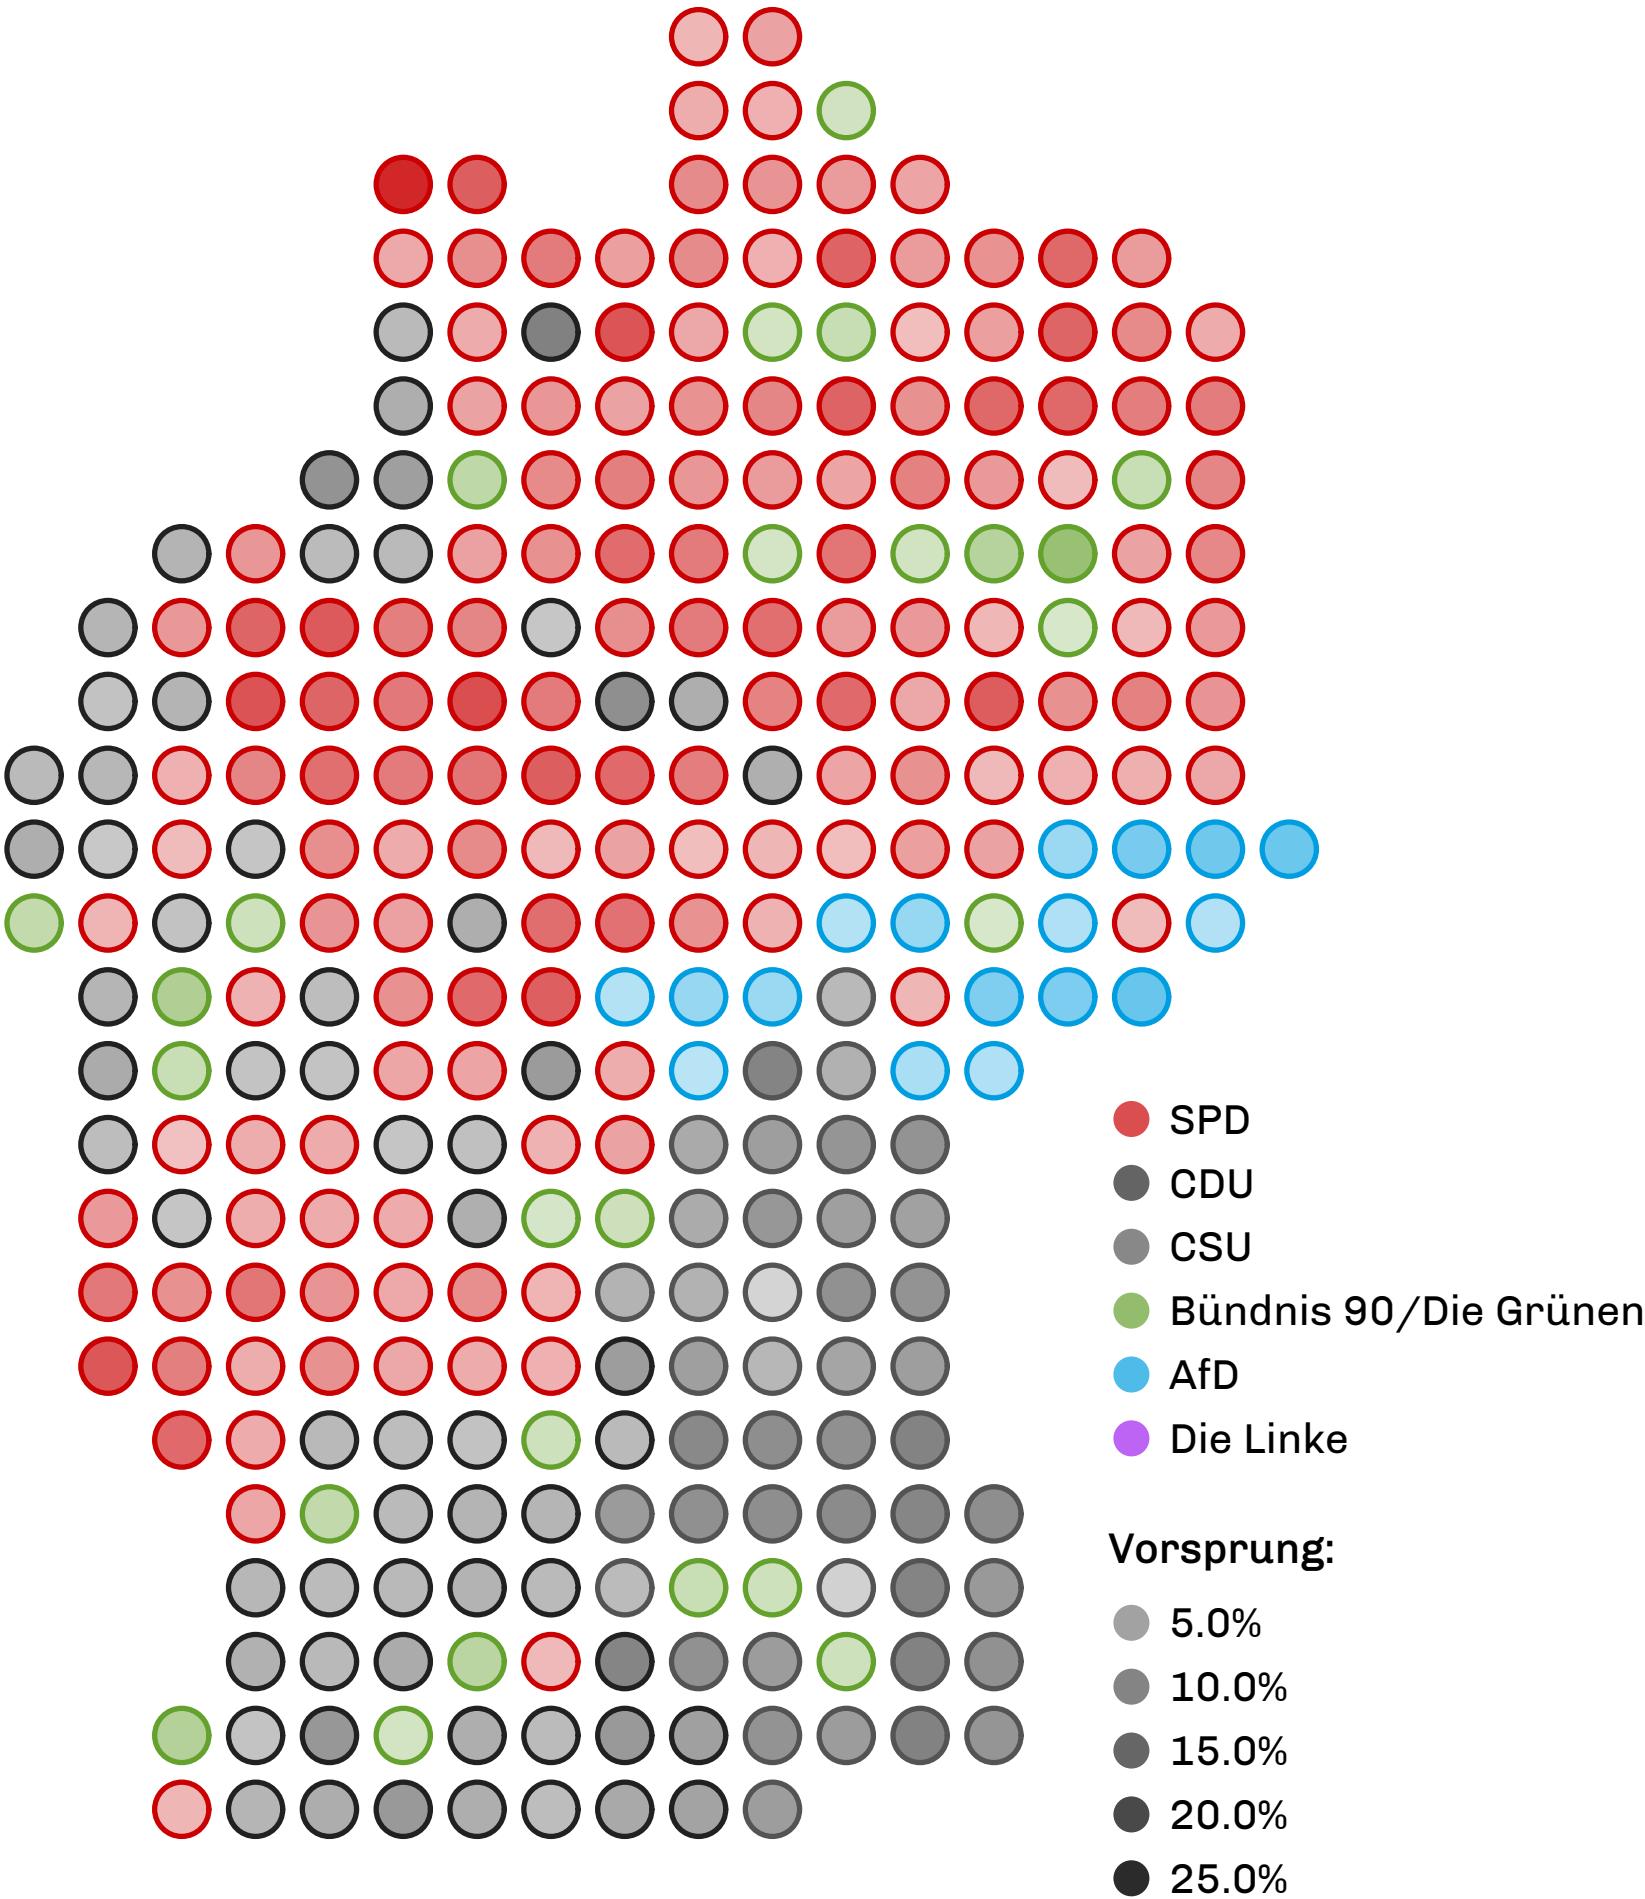 SPD
CDU
CSU
Bündnis 90/Die Grünen
AfD
Die Linke
Vorsprung:
5.0%
10.0%
15.0%
20.0%
25.0%